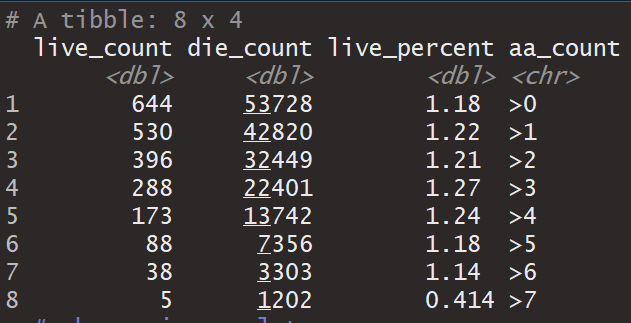 # A tibble: 8 x 4
live_count die_count live_percent aa_count
<dbl> <dbl> <dbl> <chr>
1 644 53728 1.18 >0
2 530 42820 1.22 >1
3 396 32449 1.21 >2
4 288 22401 1.27 >3
5 173 13742 1.24 >4
6 88 7356 1.18 >5
7 38 3303 1.14 >6
8 5 1202 0.414 >7